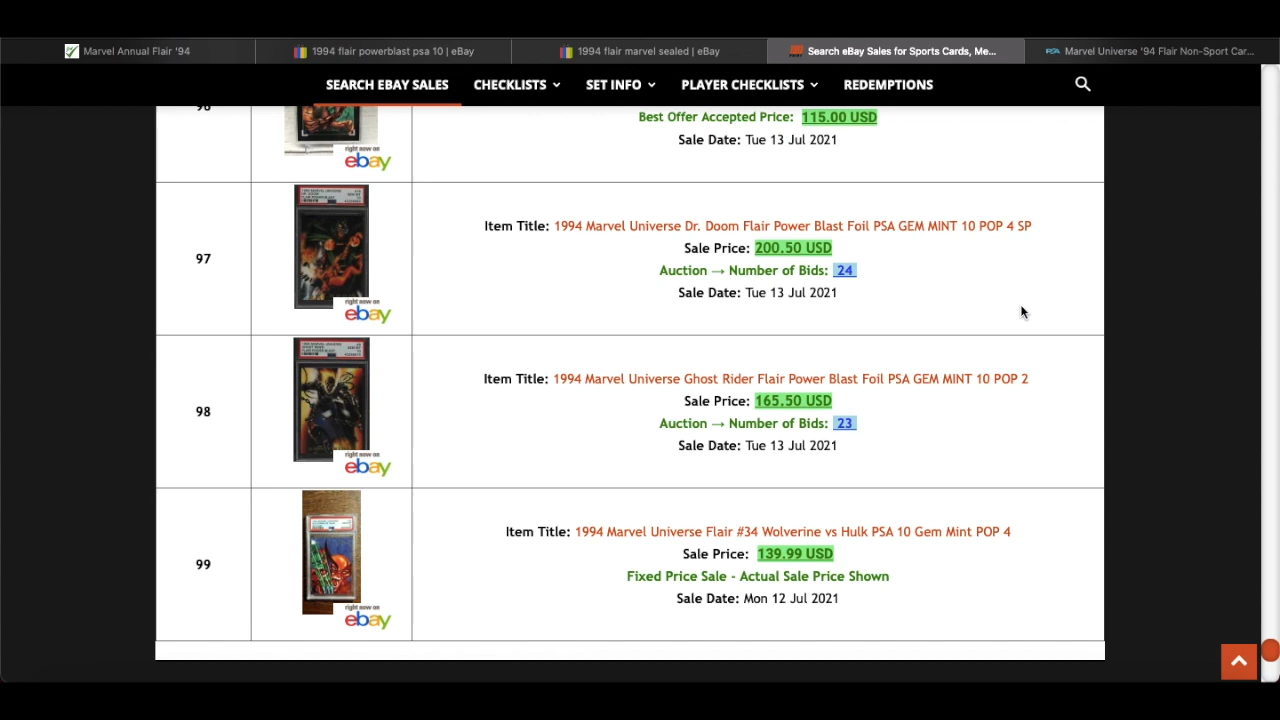 Marvel Annual Flair '94
1994 flair powerblast psa 10 | eBay
1994 flair marvel sealed | eBay
Search eBay Sales for Sports Cards, Me...
PSA Marvel Universe '94 Flair Non-Sport Car...
SEARCH EBAY SALES
CHECKLISTS
SET INFO
PLAYER CHECKLISTS
REDEMPTIONS
right now on
ebay
Best Offer Accepted Price: 115.00 USD
Sale Date: Tue 13 Jul 2021
97
right now on
ebay
Item Title: 1994 Marvel Universe Dr. Doom Flair Power Blast Foil PSA GEM MINT 10 POP 4 SP
Sale Price: 200.50 USD
Auction → Number of Bids: 24
Sale Date: Tue 13 Jul 2021
98
right now on
ebay
Item Title: 1994 Marvel Universe Ghost Rider Flair Power Blast Foil PSA GEM MINT 10 POP 2
Sale Price: 165.50 USD
Auction → Number of Bids: 23
Sale Date: Tue 13 Jul 2021
99
right now on
ebay
Item Title: 1994 Marvel Universe Flair #34 Wolverine vs Hulk PSA 10 Gem Mint POP 4
Sale Price: 139.99 USD
Fixed Price Sale - Actual Sale Price Shown
Sale Date: Mon 12 Jul 2021